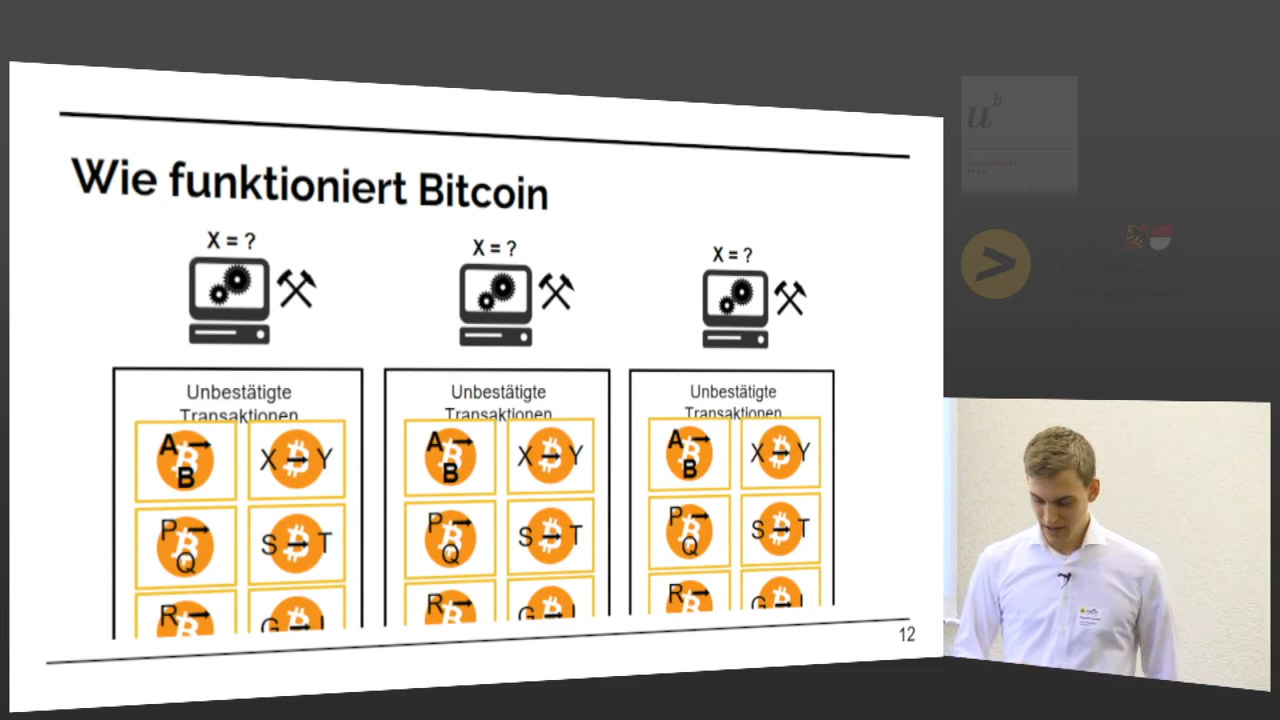 Wie funktioniert Bitcoin
X = ?
X = ?
X = ?
Unbestätigte
Transaktionen
A
B
X Y
P
Q
S T
R
G
Unbestätigte
Transaktionen
A
B
X Y
P
Q
S T
R
G
Unbestätigte
Transaktionen
A
B
X Y
P
Q
S T
R
G
12
u
b
>